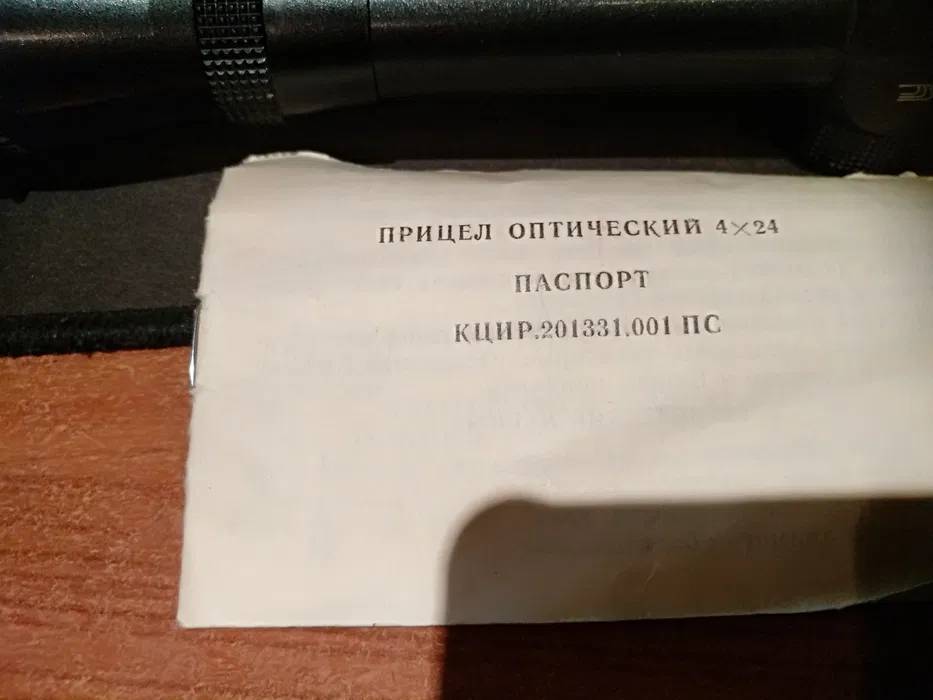 ПРИЦЕЛ ОПТИЧЕСКИЙ 4×24
ПАСПОРТ
КЦИР.201331.001 ПС